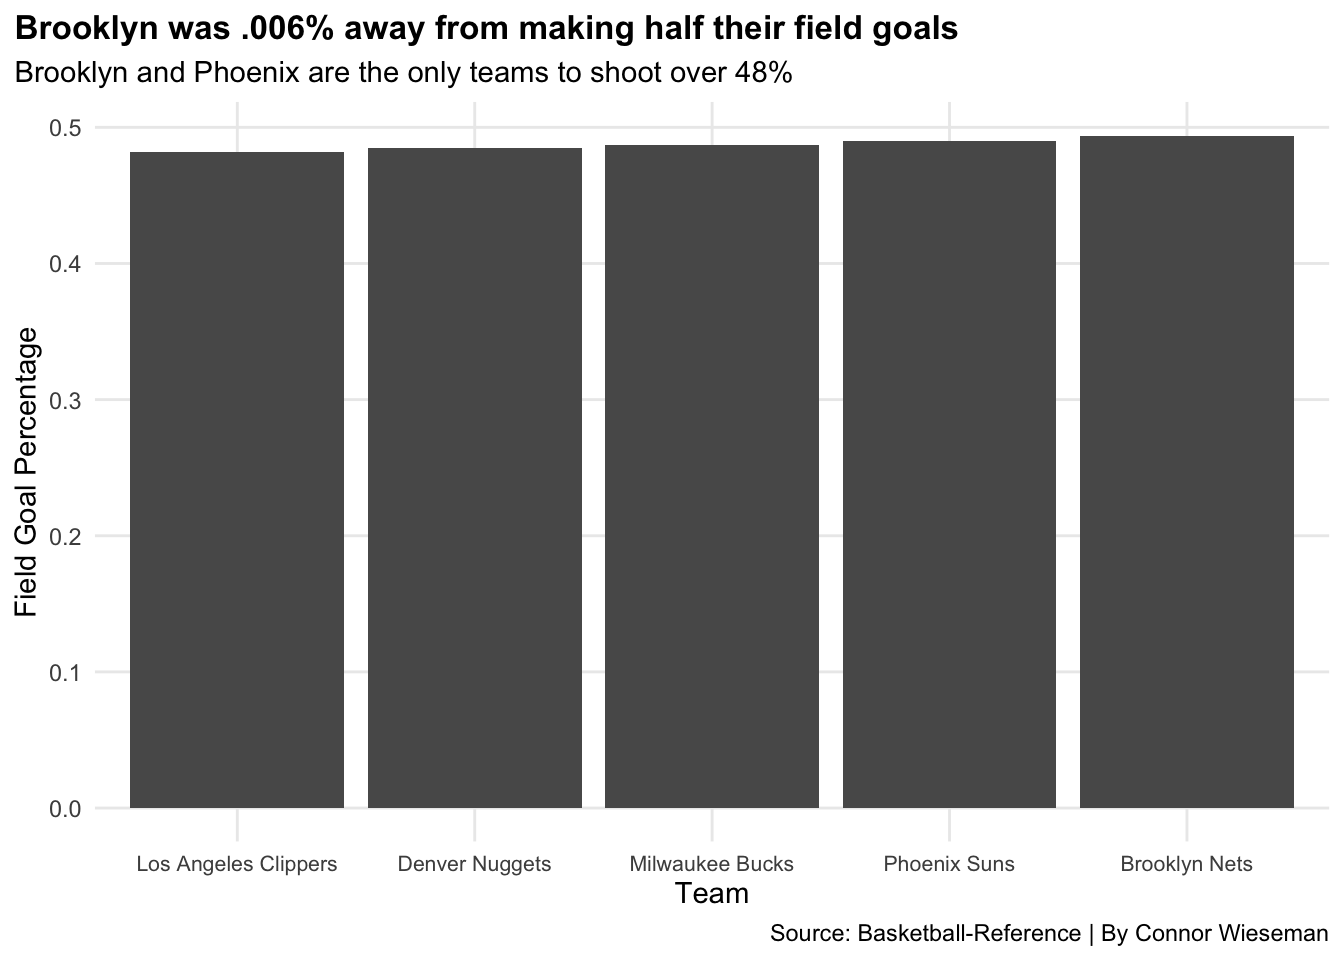 Brooklyn was .006% away from making half their field goals
Brooklyn and Phoenix are the only teams to shoot over 48%
0.5
0.4
0.3
0.2
0.1
0.0
Field Goal Percentage
Los Angeles Clippers
Denver Nuggets
Milwaukee Bucks
Phoenix Suns
Brooklyn Nets
Team
Source: Basketball-Reference | By Connor Wieseman